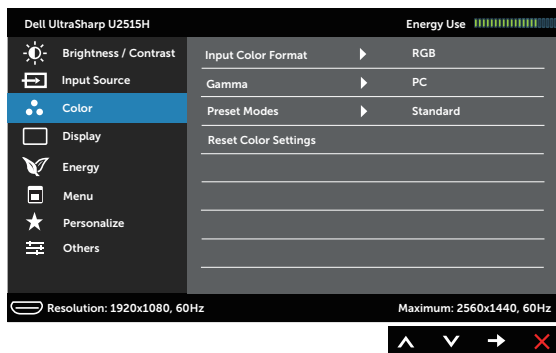 Dell UltraSharp U2515H
Energy Use
Brightness / Contrast
Input Source
Color
Display
Energy
Menu
Personalize
Others
Input Color Format
RGB
Gamma
PC
Preset Modes
Standard
Reset Color Settings
Resolution: 1920x1080, 60Hz
Maximum: 2560x1440, 60Hz